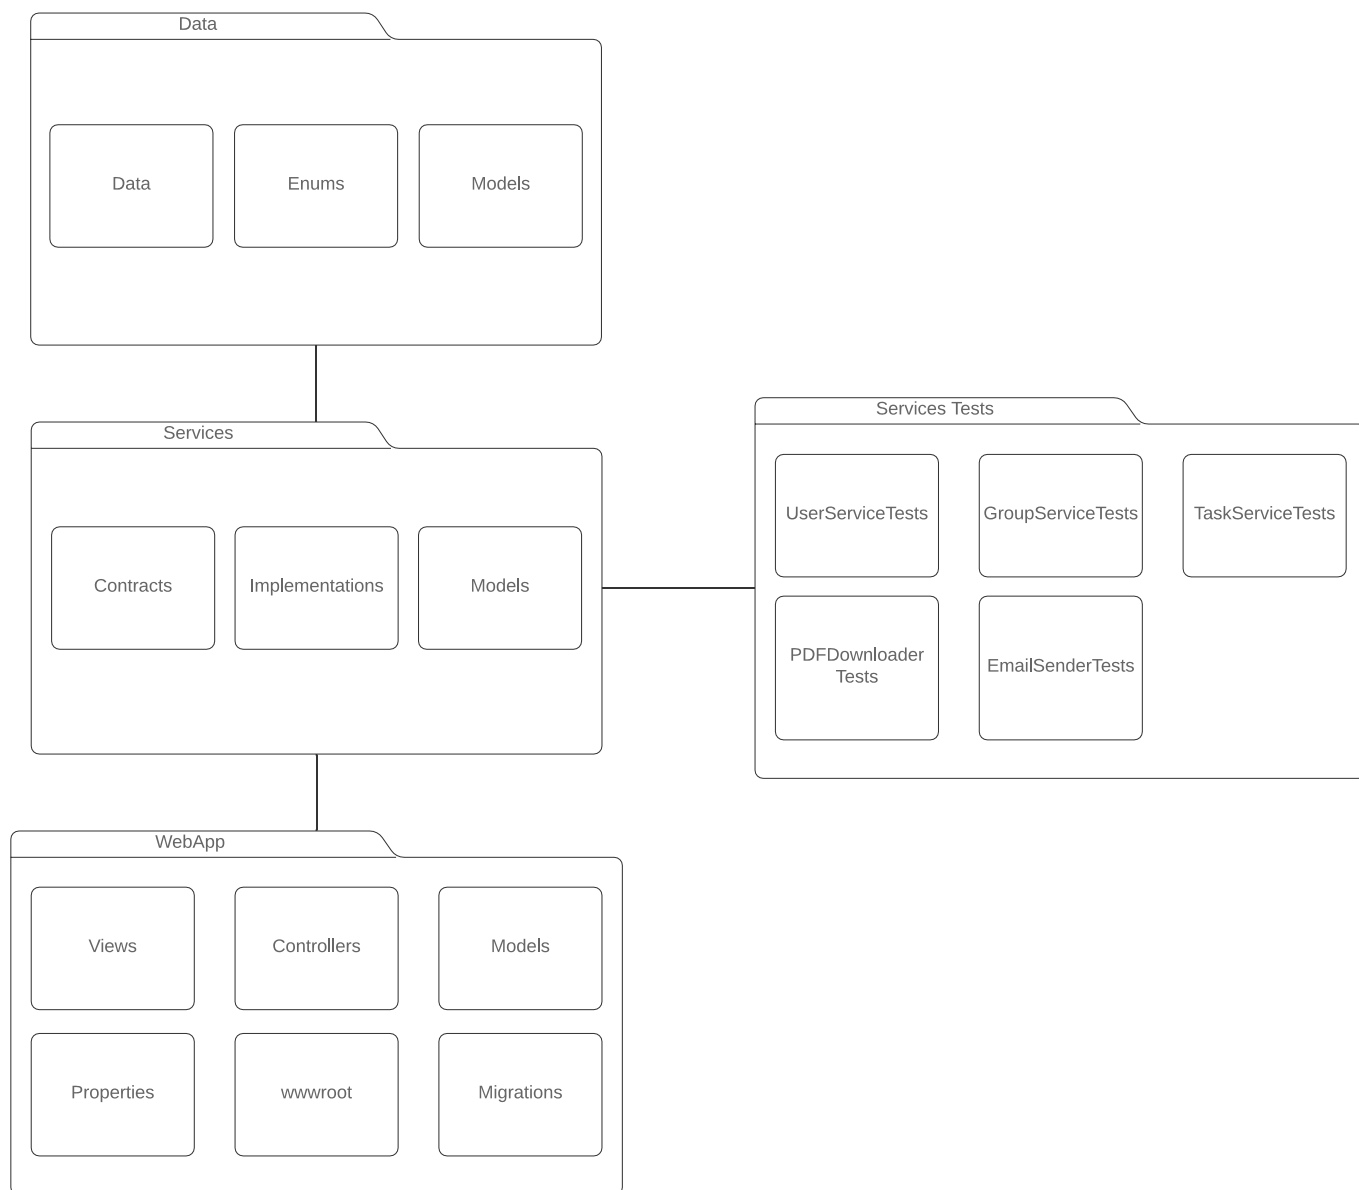 Data
Data
Enums
Models
Services
Contracts
Implementations
Models
Services Tests
UserServiceTests
GroupServiceTests
TaskServiceTests
PDFDownloader
Tests
EmailSenderTests
WebApp
Views
Controllers
Models
Properties
wwwroot
Migrations